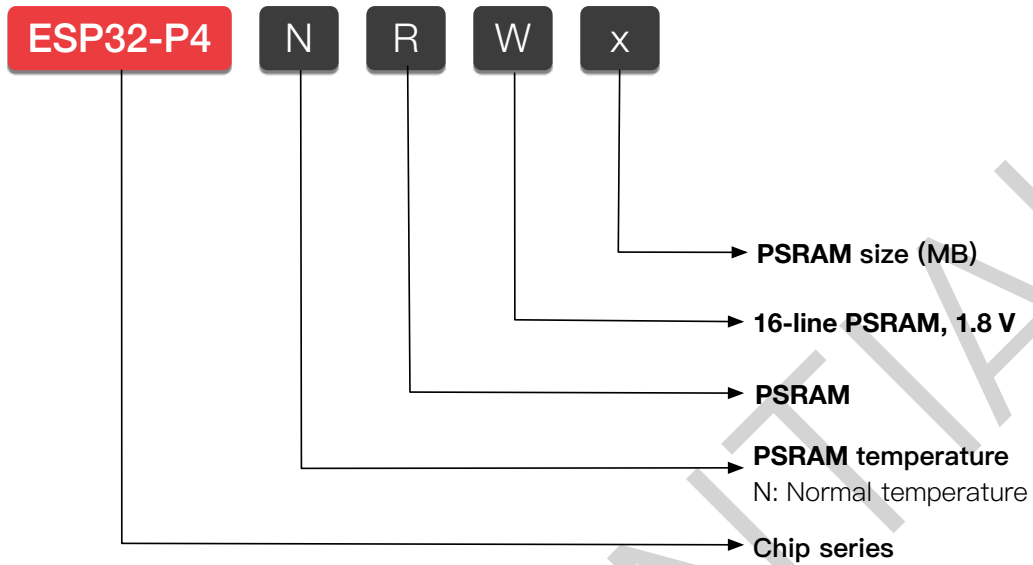 ESP32-P4 N R W x
PSRAM size (MB)
16-line PSRAM, 1.8 V
PSRAM
PSRAM temperature
N: Normal temperature
Chip series